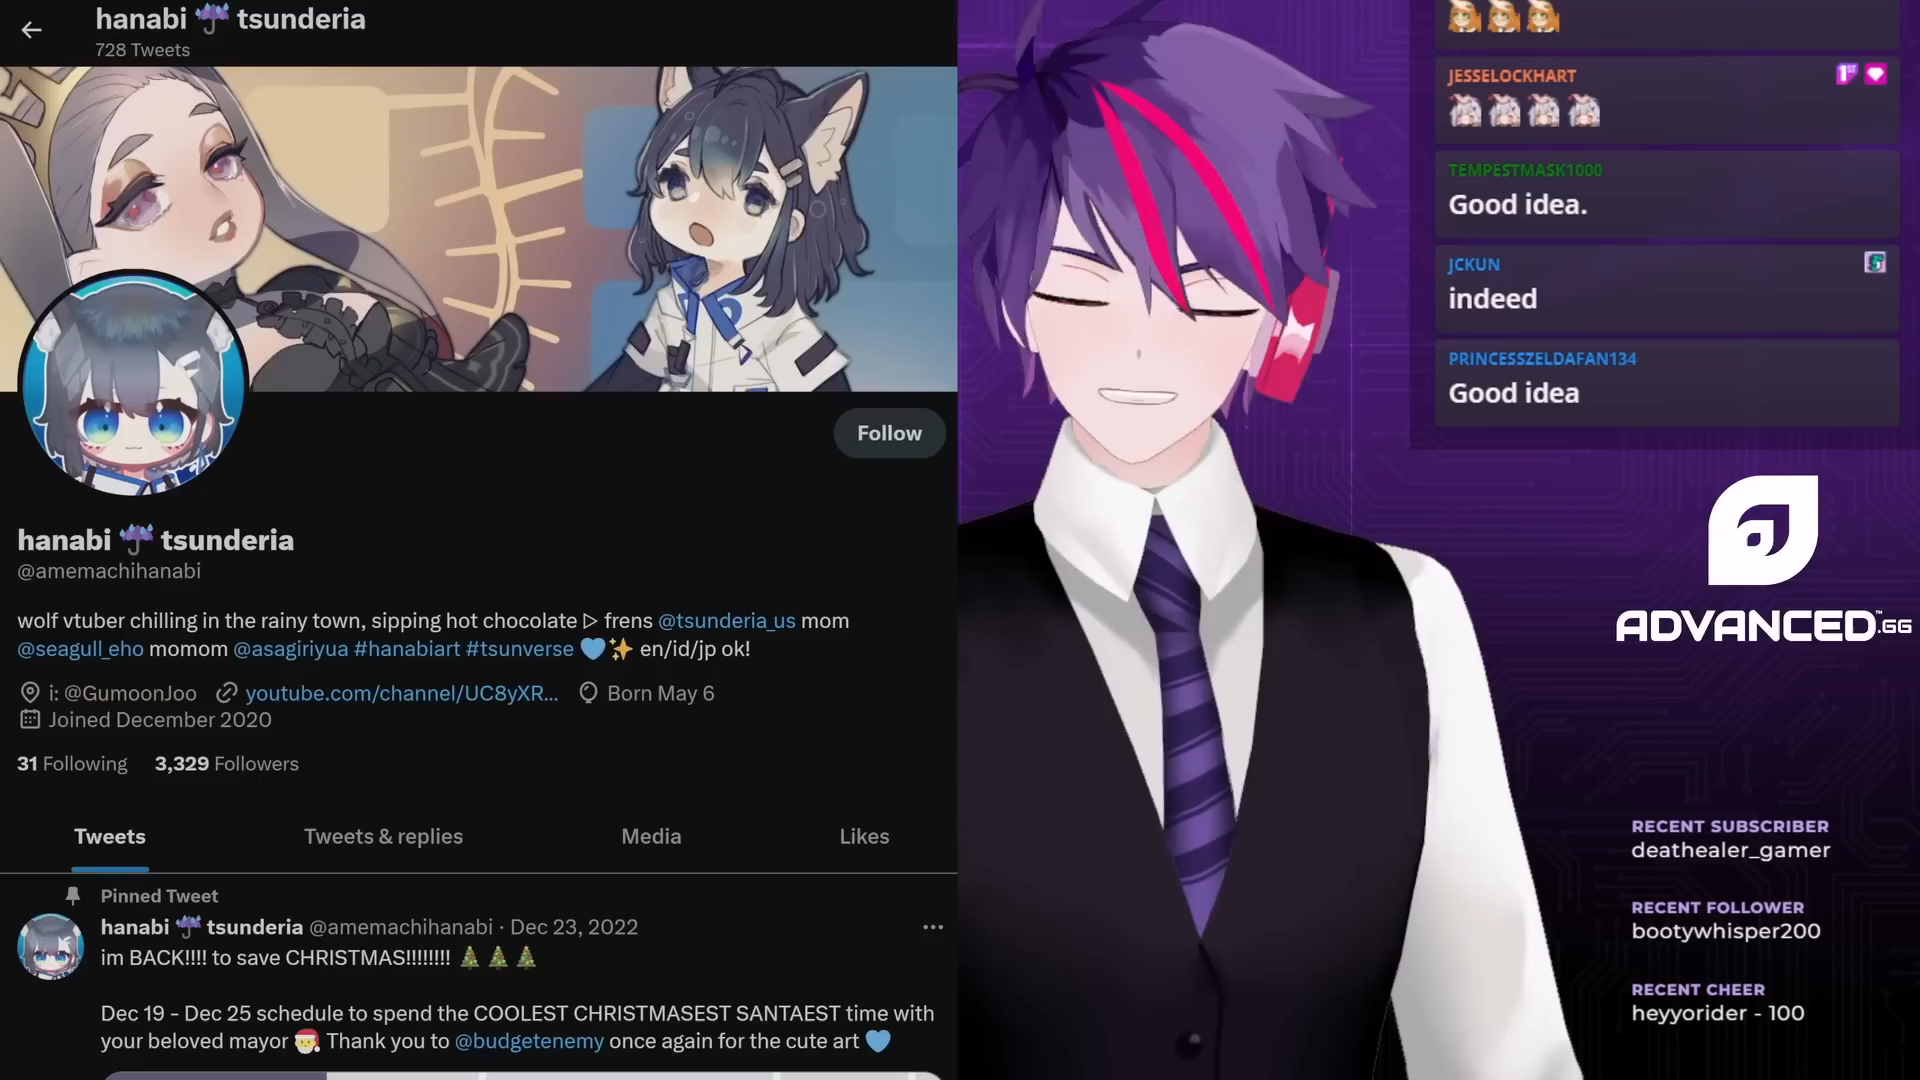 hanabi ☔ tsunderia
728 Tweets
Follow
hanabi ☔ tsunderia
@amemachihanabi
wolf vtuber chilling in the rainy town, sipping hot chocolate ▷ frens @tsunderia_us mom
@seagull_eho momom @asagiriyua #hanabiart #tsunverse 💙✨ en/id/jp ok!
i: @GumoonJoo youtube.com/channel/UC8yXR... Born May 6
Joined December 2020
31 Following 3,329 Followers
Tweets Tweets & replies Media Likes
Pinned Tweet
hanabi ☔ tsunderia @amemachihanabi · Dec 23, 2022
im BACK!!!! to save CHRISTMAS!!!!!!!! 🎄🎄🎄
Dec 19 - Dec 25 schedule to spend the COOLEST CHRISTMASEST SANTAEST time with
your beloved mayor 🎅 Thank you to @budgetenemy once again for the cute art 💙
JESSELOCKHART
1ST
TEMPESTMASK1000
Good idea.
JCKUN
indeed
PRINCESSZELDAFAN134
Good idea
ADVANCED™.GG
RECENT SUBSCRIBER
deathealer_gamer
RECENT FOLLOWER
bootywhisper200
RECENT CHEER
heyyorider - 100